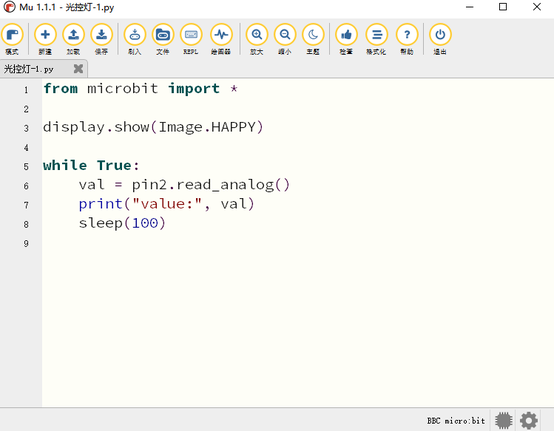 Mu 1.1.1 - 光控灯-1.py
模式 新建 加载 保存 刷入 文件 REPL 绘图器 放大 缩小 主题 检查 格式化 帮助 退出
光控灯-1.py
1 from microbit import *
2
3 display.show(Image.HAPPY)
4
5 while True:
6 val = pin2.read_analog()
7 print("value:", val)
8 sleep(100)
9
BBC micro:bit